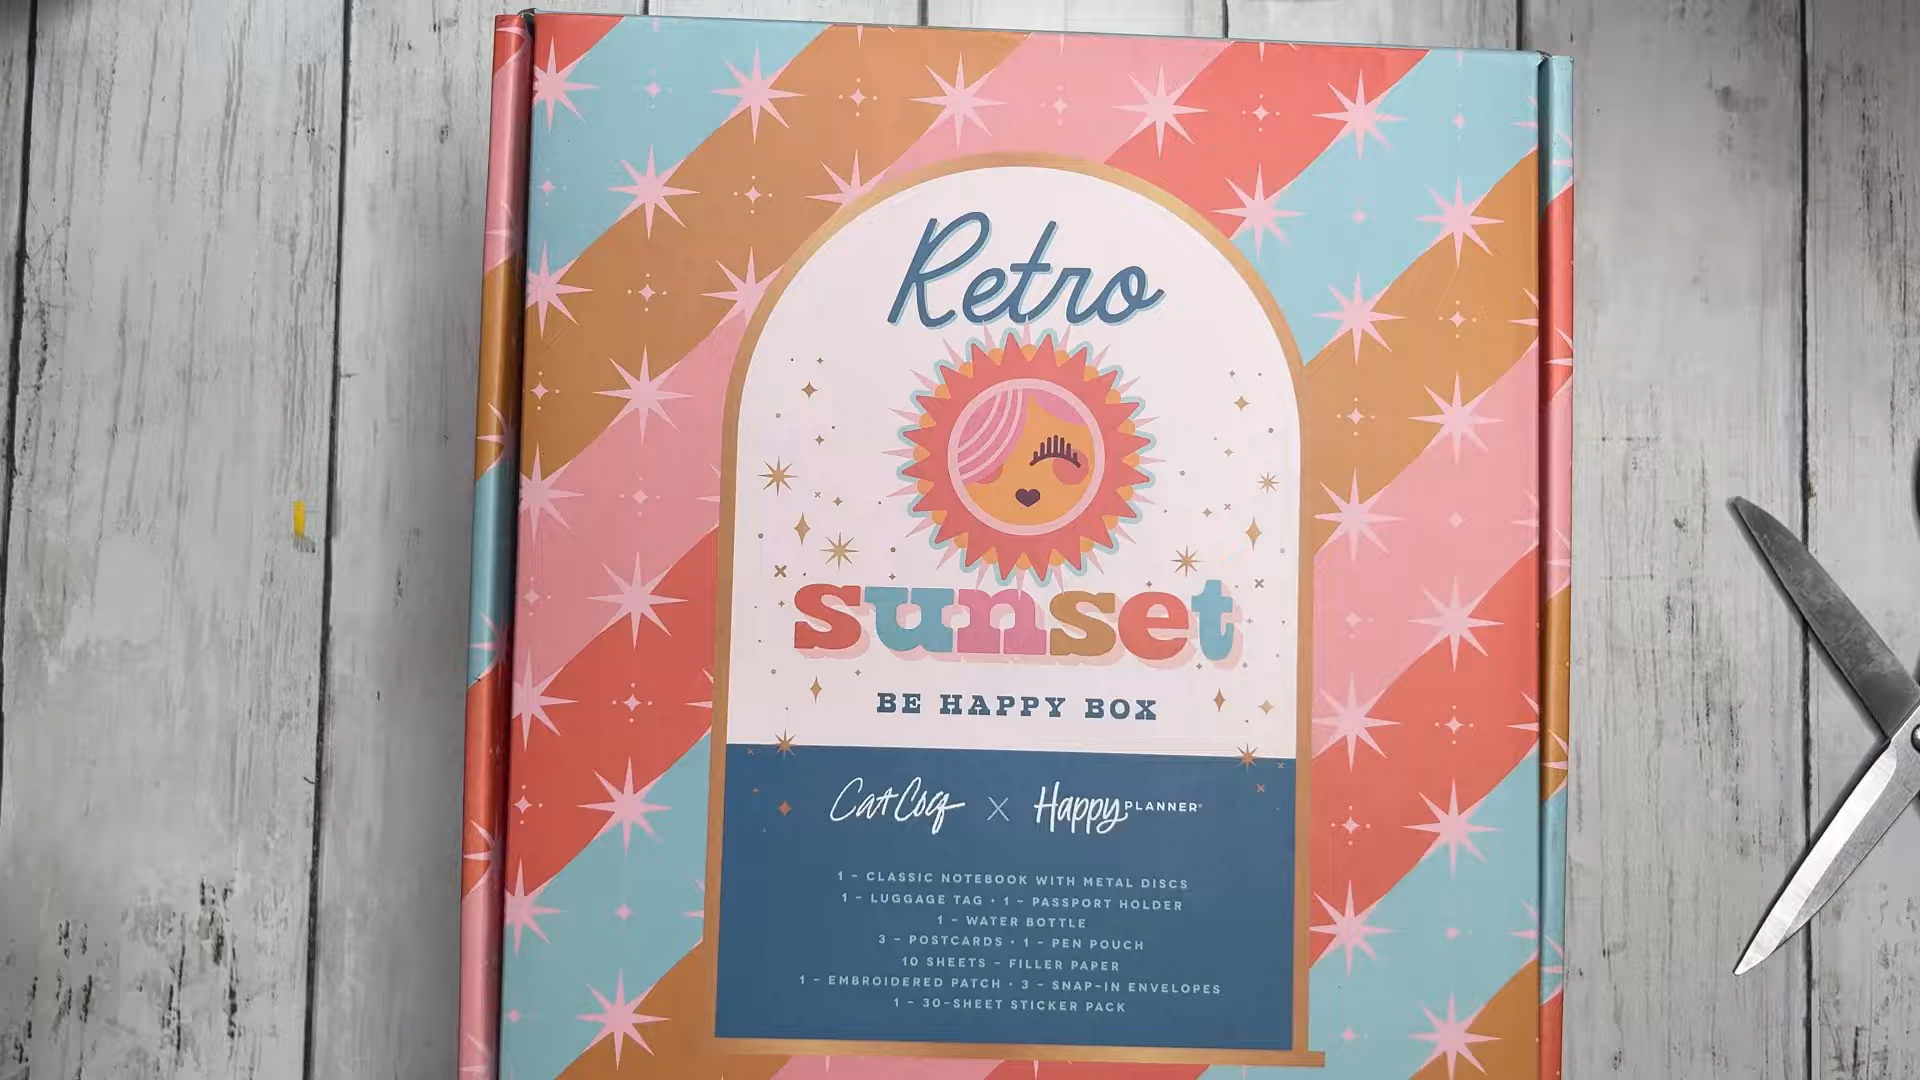 Retro
sunset
BE HAPPY BOX
CatCoq X Happy PLANNER®
1 - CLASSIC NOTEBOOK WITH METAL DISCS
1 - LUGGAGE TAG • 1 - PASSPORT HOLDER
1 - WATER BOTTLE
3 - POSTCARDS • 1 - PEN POUCH
10 SHEETS - FILLER PAPER
1 - EMBROIDERED PATCH • 3 - SNAP-IN ENVELOPES
1 - 30-SHEET STICKER PACK